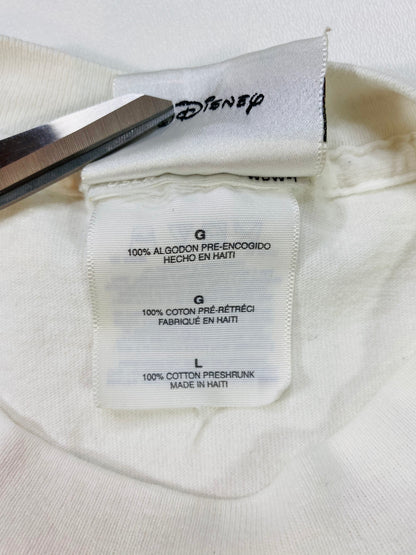 Disney
G
100% ALGODON PRE-ENCOGIDO
HECHO EN HAITI
G
100% COTON PRÉ-RÉTRÉCI
FABRIQUÉ EN HAITI
L
100% COTTON PRESHRUNK
MADE IN HAITI